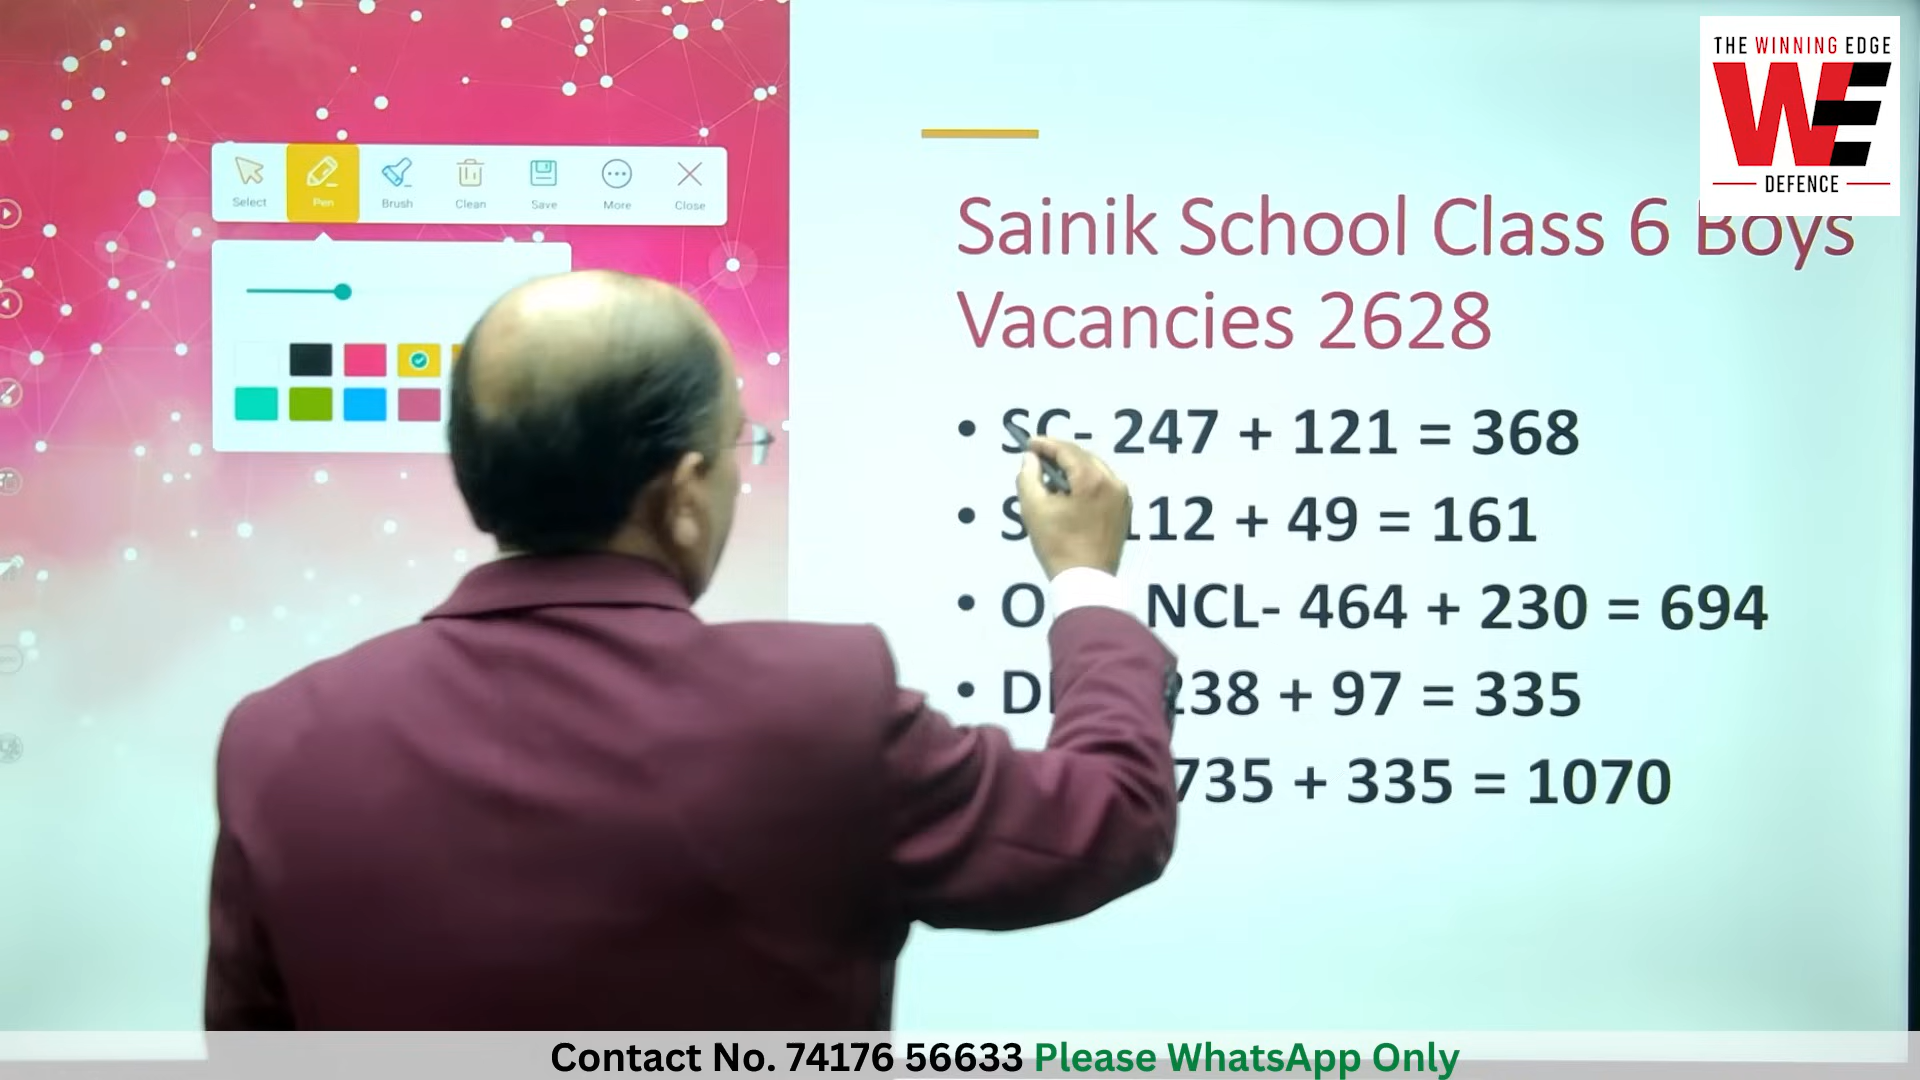 THE WINNING EDGE
WE
DEFENCE
Select Pen Brush Clean Save More Close
Sainik School Class 6 Boys
Vacancies 2628
• SC- 247 + 121 = 368
• 112 + 49 = 161
• NCL- 464 + 230 = 694
• 238 + 97 = 335
735 + 335 = 1070
Contact No. 74176 56633 Please WhatsApp Only